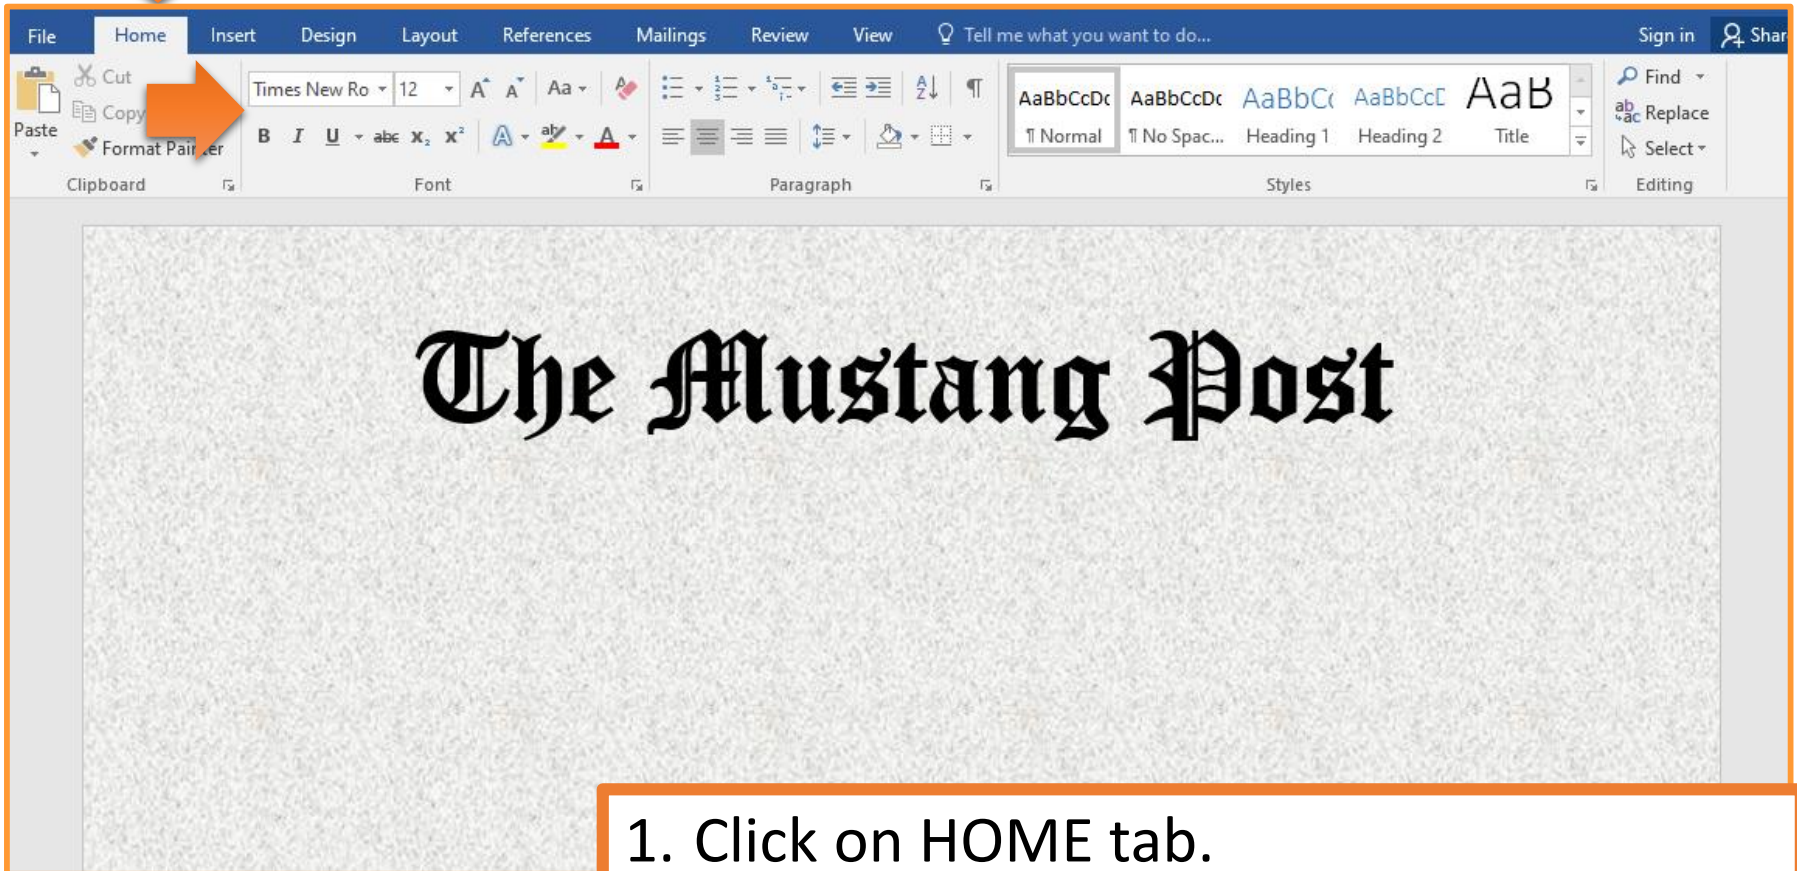 File Home Insert Design Layout References Mailings Review View Tell me what you want to do... Sign in Shar
Cut
Copy
Format Painter
Paste
Clipboard
Times New Ro 12 A A Aa
B I U abc X₂ X² A ab A
Font
Paragraph
AaBbCcDc AaBbCcDc AaBbC AaBbCcD AaB
¶ Normal ¶ No Spac... Heading 1 Heading 2 Title
Styles
Find
Replace
Select
Editing
The Mustang Post
1. Click on HOME tab.